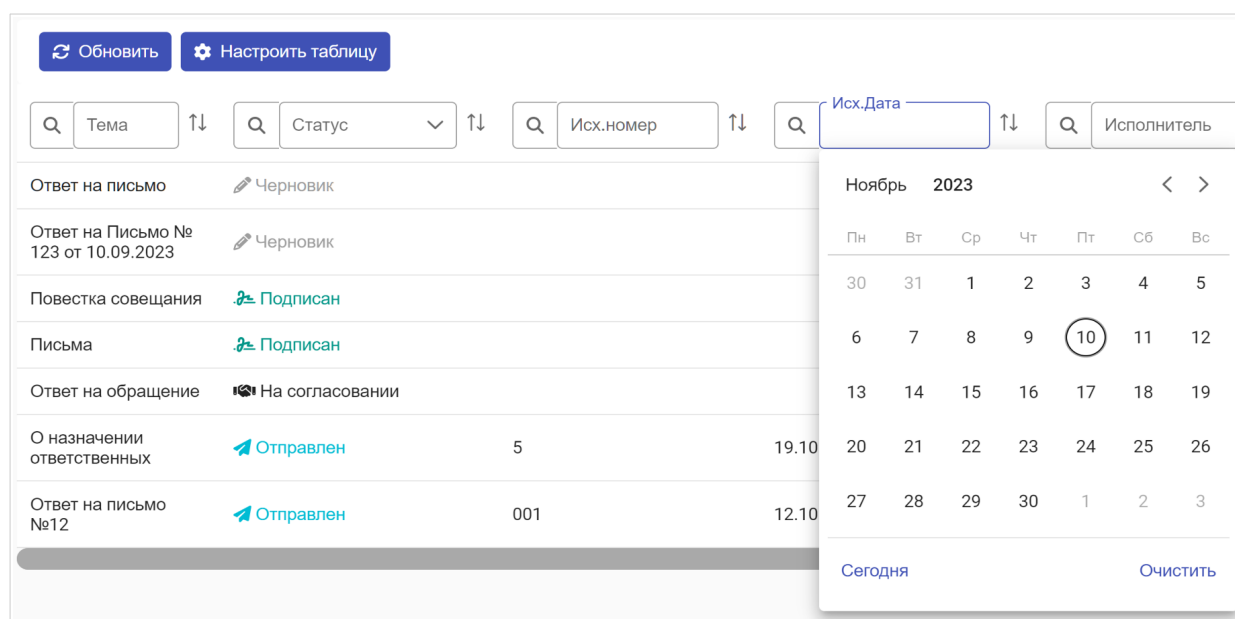 Обновить Настроить таблицу
Тема Статус Исх.номер Исх.Дата Исполнитель
Ответ на письмо Черновик
Ответ на Письмо №
123 от 10.09.2023 Черновик
Повестка совещания Подписан
Письма Подписан
Ответ на обращение На согласовании
О назначении
ответственных Отправлен 5 19.10
Ответ на письмо
№12 Отправлен 001 12.10
Ноябрь 2023
Пн Вт Ср Чт Пт Сб Вс
30 31 1 2 3 4 5
6 7 8 9 10 11 12
13 14 15 16 17 18 19
20 21 22 23 24 25 26
27 28 29 30 1 2 3
Сегодня Очистить